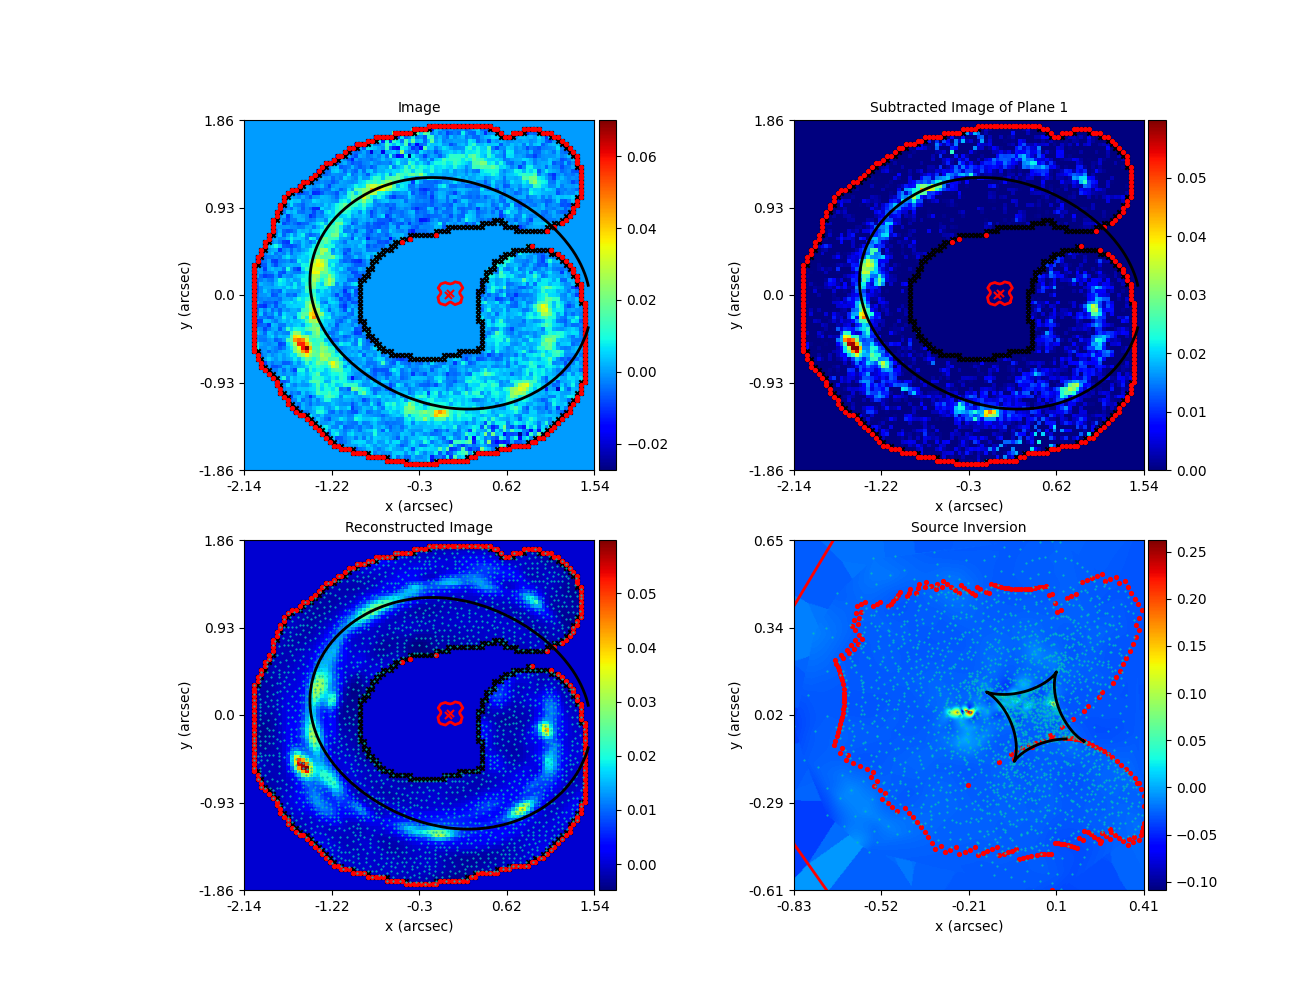 Image
1.86
0.93
0.0
-0.93
-1.86
y (arcsec)
-2.14 -1.22 -0.3 0.62 1.54
x (arcsec)
0.06
0.04
0.02
0.00
−0.02
Subtracted Image of Plane 1
1.86
0.93
0.0
-0.93
-1.86
y (arcsec)
-2.14 -1.22 -0.3 0.62 1.54
x (arcsec)
0.05
0.04
0.03
0.02
0.01
0.00
Reconstructed Image
1.86
0.93
0.0
-0.93
-1.86
y (arcsec)
-2.14 -1.22 -0.3 0.62 1.54
x (arcsec)
0.05
0.04
0.03
0.02
0.01
0.00
Source Inversion
0.65
0.34
0.02
-0.29
-0.61
y (arcsec)
-0.83 -0.52 -0.21 0.1 0.41
x (arcsec)
0.25
0.20
0.15
0.10
0.05
0.00
−0.05
−0.10